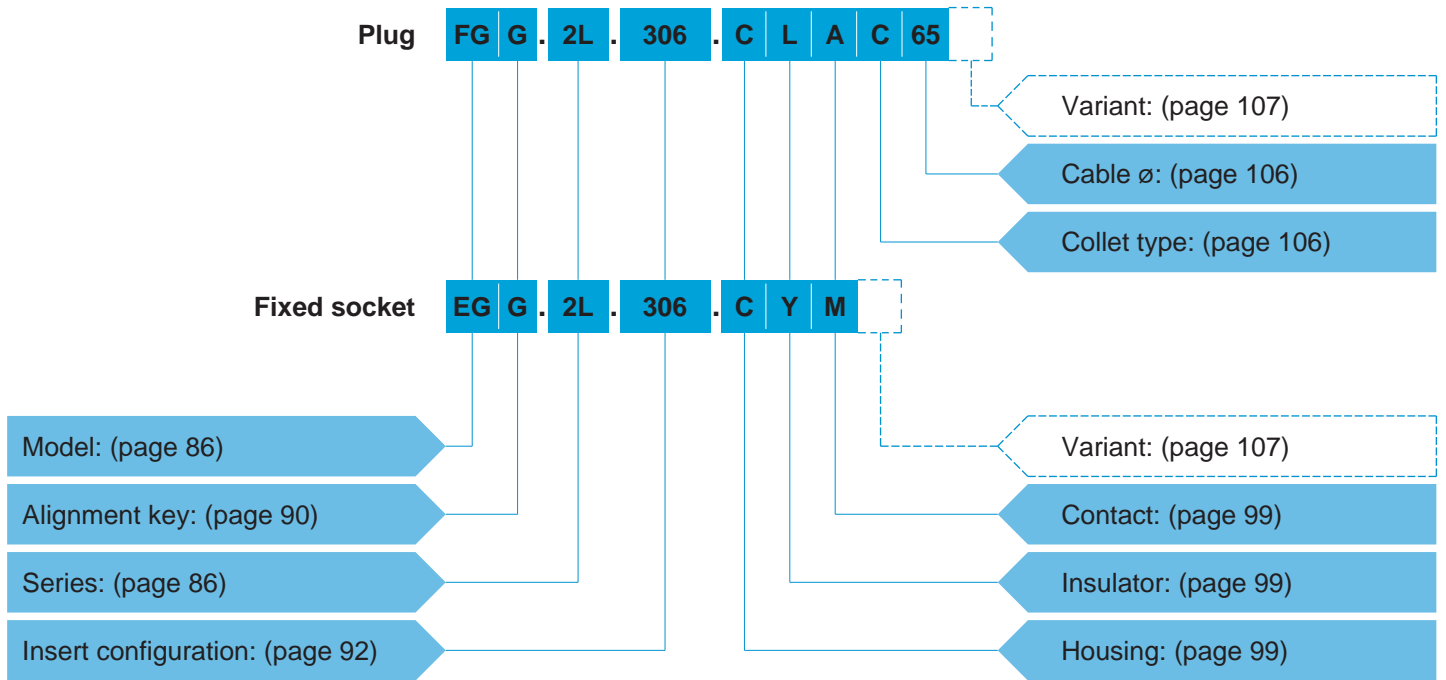 Plug FG G . 2L . 306 . C L A C 65
Variant: (page 107)
Cable ø: (page 106)
Collet type: (page 106)
Fixed socket EG G . 2L . 306 . C Y M
Model: (page 86)
Variant: (page 107)
Alignment key: (page 90)
Contact: (page 99)
Series: (page 86)
Insulator: (page 99)
Insert configuration: (page 92)
Housing: (page 99)